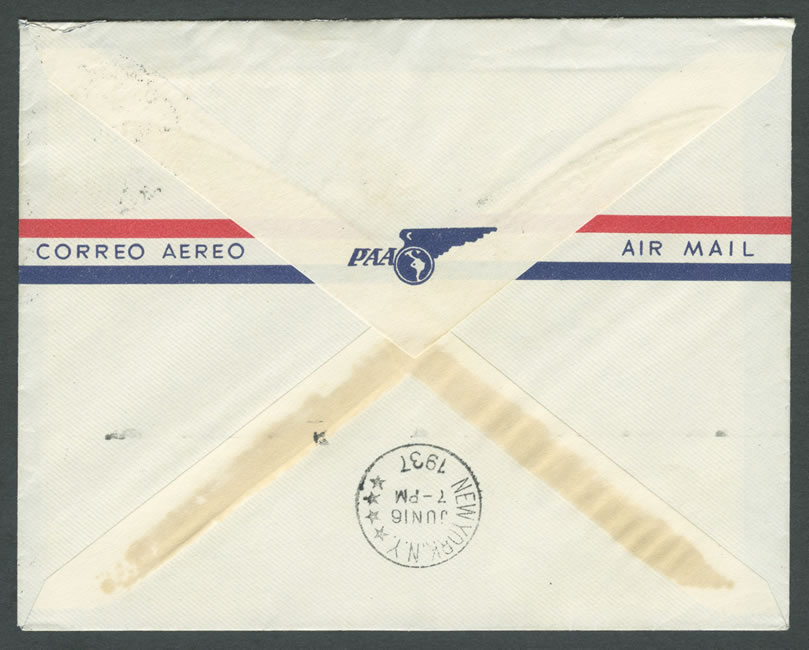 CORREO AEREO
PAA
AIR MAIL
NEW YORK, N.Y.
JUN 16
7-PM
1937